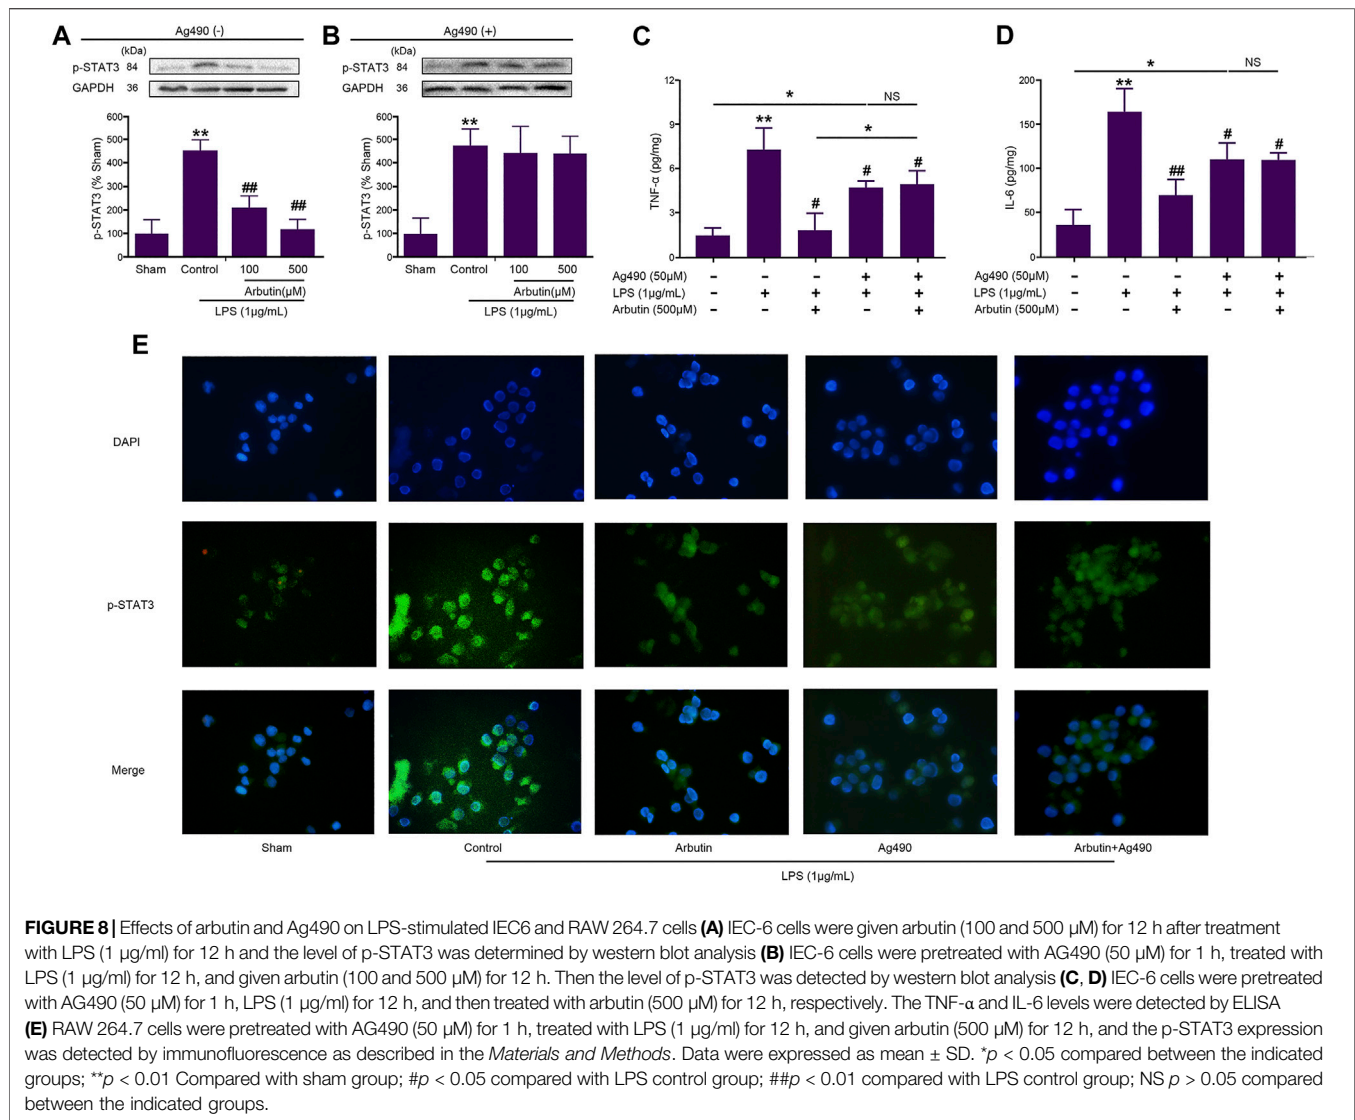 A
Ag490 (-)
(kDa)
p-STAT3 84
GAPDH 36
**
##
##
p-STAT3 (% Sham)
600
500
400
300
200
100
0
Sham Control 100 500
Arbutin(μM)
LPS (1μg/mL)
B
Ag490 (+)
(kDa)
p-STAT3 84
GAPDH 36
**
p-STAT3 (% Sham)
600
500
400
300
200
100
0
Sham Control 100 500
Arbutin(μM)
LPS (1μg/mL)
C
TNF-α (pg/mg)
12
9
6
3
0
* NS
**
*
#
#
#
Ag490 (50μM) - - - + +
LPS (1μg/mL) - + + + +
Arbutin (500μM) - - + - +
D
IL-6 (pg/mg)
200
150
100
50
0
* NS
**
##
#
#
Ag490 (50μM) - - - + +
LPS (1μg/mL) - + + + +
Arbutin (500μM) - - + - +
E
DAPI
p-STAT3
Merge
Sham Control Arbutin Ag490 Arbutin+Ag490
LPS (1μg/mL)
FIGURE 8 | Effects of arbutin and Ag490 on LPS-stimulated IEC6 and RAW 264.7 cells (A) IEC-6 cells were given arbutin (100 and 500 μM) for 12 h after treatment
with LPS (1 μg/ml) for 12 h and the level of p-STAT3 was determined by western blot analysis (B) IEC-6 cells were pretreated with AG490 (50 μM) for 1 h, treated with
LPS (1 μg/ml) for 12 h, and given arbutin (100 and 500 μM) for 12 h. Then the level of p-STAT3 was detected by western blot analysis (C, D) IEC-6 cells were pretreated
with AG490 (50 μM) for 1 h, LPS (1 μg/ml) for 12 h, and then treated with arbutin (500 μM) for 12 h, respectively. The TNF-α and IL-6 levels were detected by ELISA
(E) RAW 264.7 cells were pretreated with AG490 (50 μM) for 1 h, treated with LPS (1 μg/ml) for 12 h, and given arbutin (500 μM) for 12 h, and the p-STAT3 expression
was detected by immunofluorescence as described in the Materials and Methods. Data were expressed as mean ± SD. *p < 0.05 compared between the indicated
groups; **p < 0.01 Compared with sham group; #p < 0.05 compared with LPS control group; ##p < 0.01 compared with LPS control group; NS p > 0.05 compared
between the indicated groups.